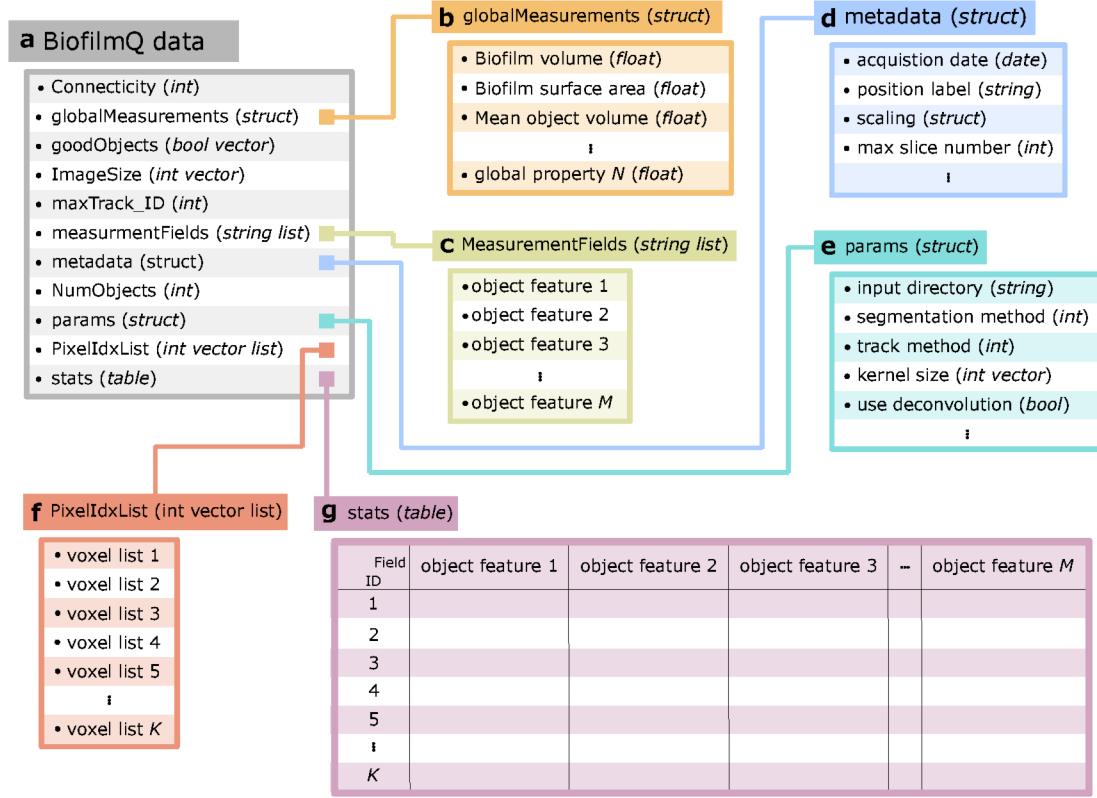 a BiofilmQ data
• Connecticity (int)
• globalMeasurements (struct)
• goodObjects (bool vector)
• ImageSize (int vector)
• maxTrack_ID (int)
• measurmentFields (string list)
• metadata (struct)
• NumObjects (int)
• params (struct)
• PixelIdxList (int vector list)
• stats (table)
b globalMeasurements (struct)
• Biofilm volume (float)
• Biofilm surface area (float)
• Mean object volume (float)
⋮
• global property N (float)
c MeasurementFields (string list)
• object feature 1
• object feature 2
• object feature 3
⋮
• object feature M
d metadata (struct)
• acquistion date (date)
• position label (string)
• scaling (struct)
• max slice number (int)
⋮
e params (struct)
• input directory (string)
• segmentation method (int)
• track method (int)
• kernel size (int vector)
• use deconvolution (bool)
⋮
f PixelIdxList (int vector list)
• voxel list 1
• voxel list 2
• voxel list 3
• voxel list 4
• voxel list 5
⋮
• voxel list K
g stats (table)
Field
ID object feature 1 object feature 2 object feature 3 ... object feature M
1
2
3
4
5
⋮
K